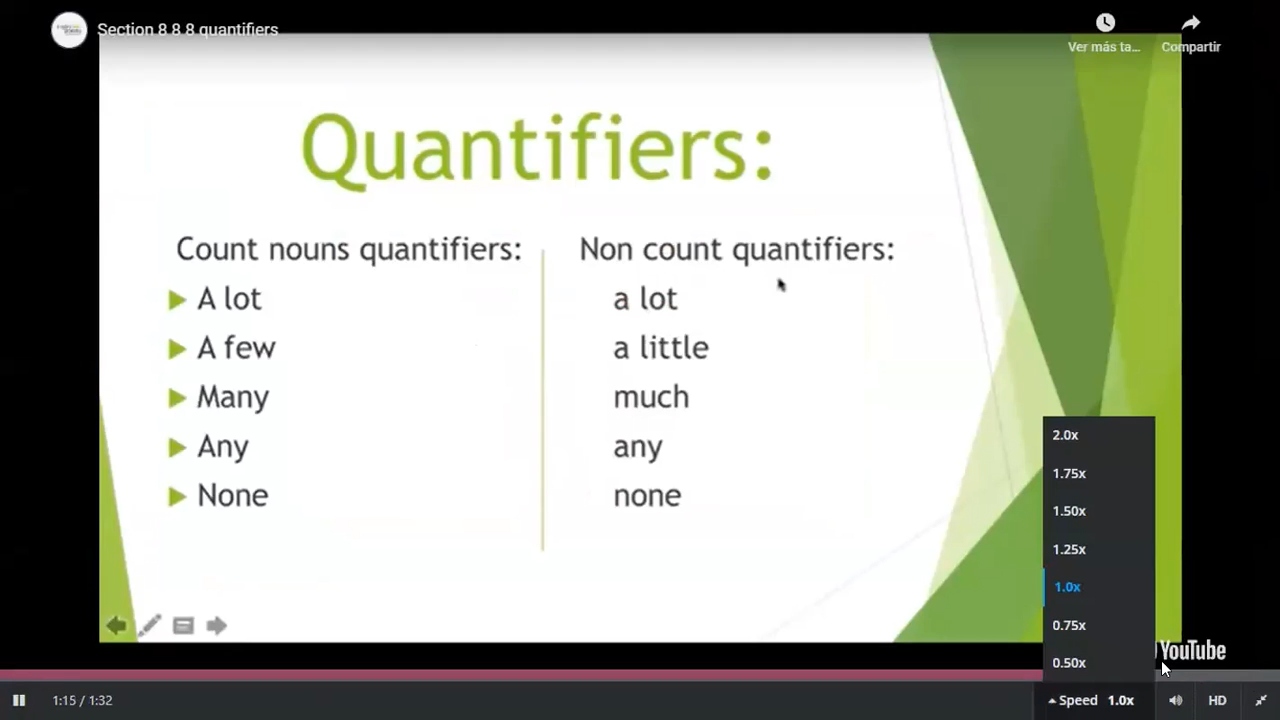 Section 8 8 8 quantifiers
Ver más ta...
Compartir
Quantifiers:
Count nouns quantifiers:
A lot
A few
Many
Any
None
Non count quantifiers:
a lot
a little
much
any
none
2.0x
1.75x
1.50x
1.25x
1.0x
0.75x
0.50x
YouTube
1:15 / 1:32
Speed 1.0x
HD